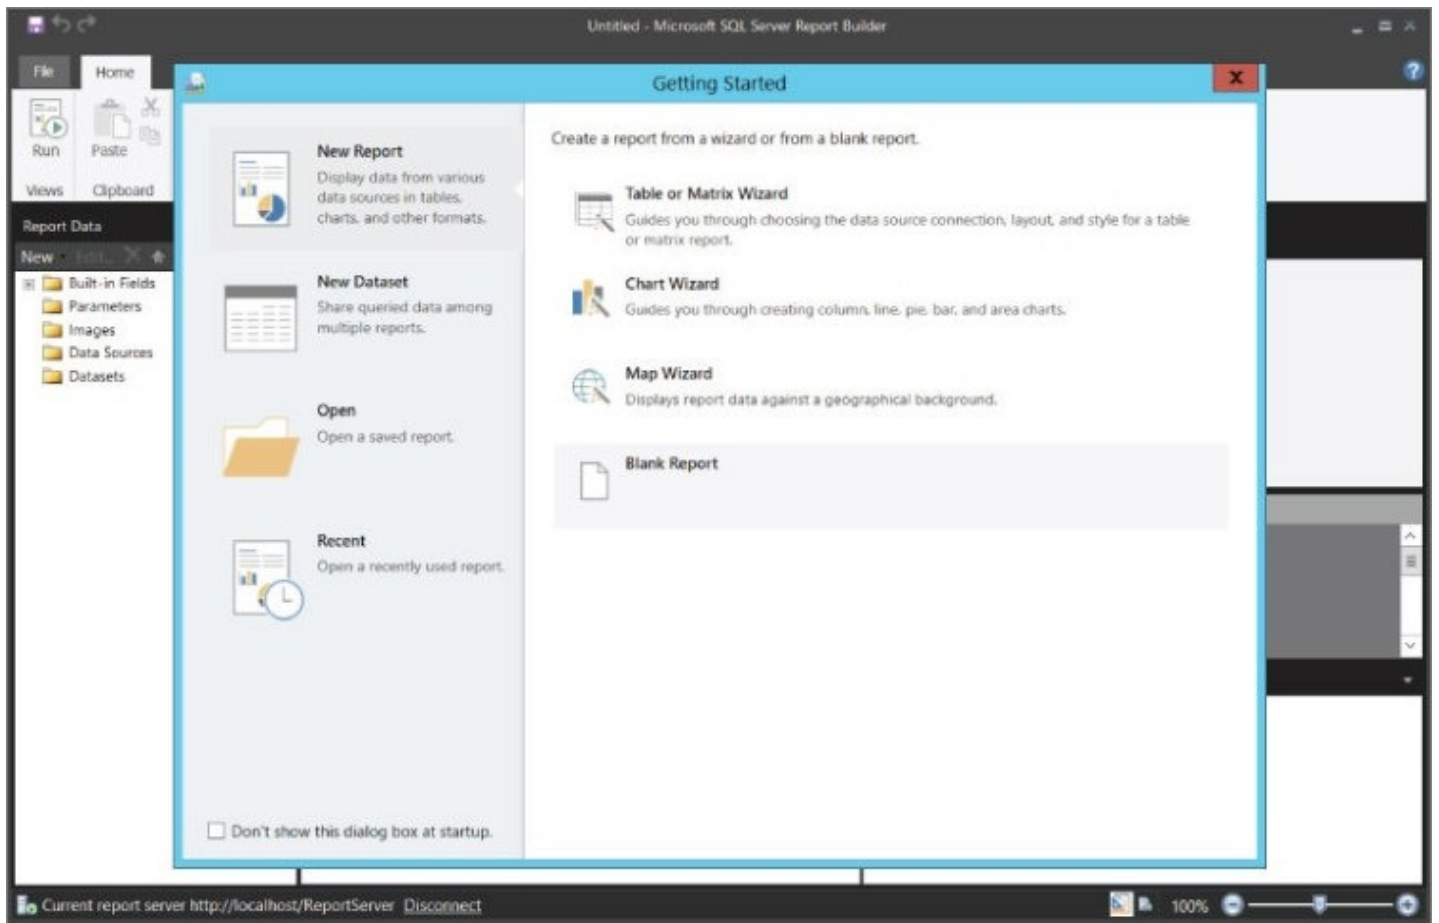 Untitled - Microsoft SQL Server Report Builder
File
Home
Run
Paste
Views
Clipboard
Report Data
New
Edit...
Built-in Fields
Parameters
Images
Data Sources
Datasets
Getting Started
New Report
Display data from various
data sources in tables,
charts, and other formats.
New Dataset
Share queried data among
multiple reports.
Open
Open a saved report.
Recent
Open a recently used report.
Don't show this dialog box at startup.
Create a report from a wizard or from a blank report.
Table or Matrix Wizard
Guides you through choosing the data source connection, layout, and style for a table
or matrix report.
Chart Wizard
Guides you through creating column, line, pie, bar, and area charts.
Map Wizard
Displays report data against a geographical background.
Blank Report
Current report server http://localhost/ReportServer Disconnect
100%